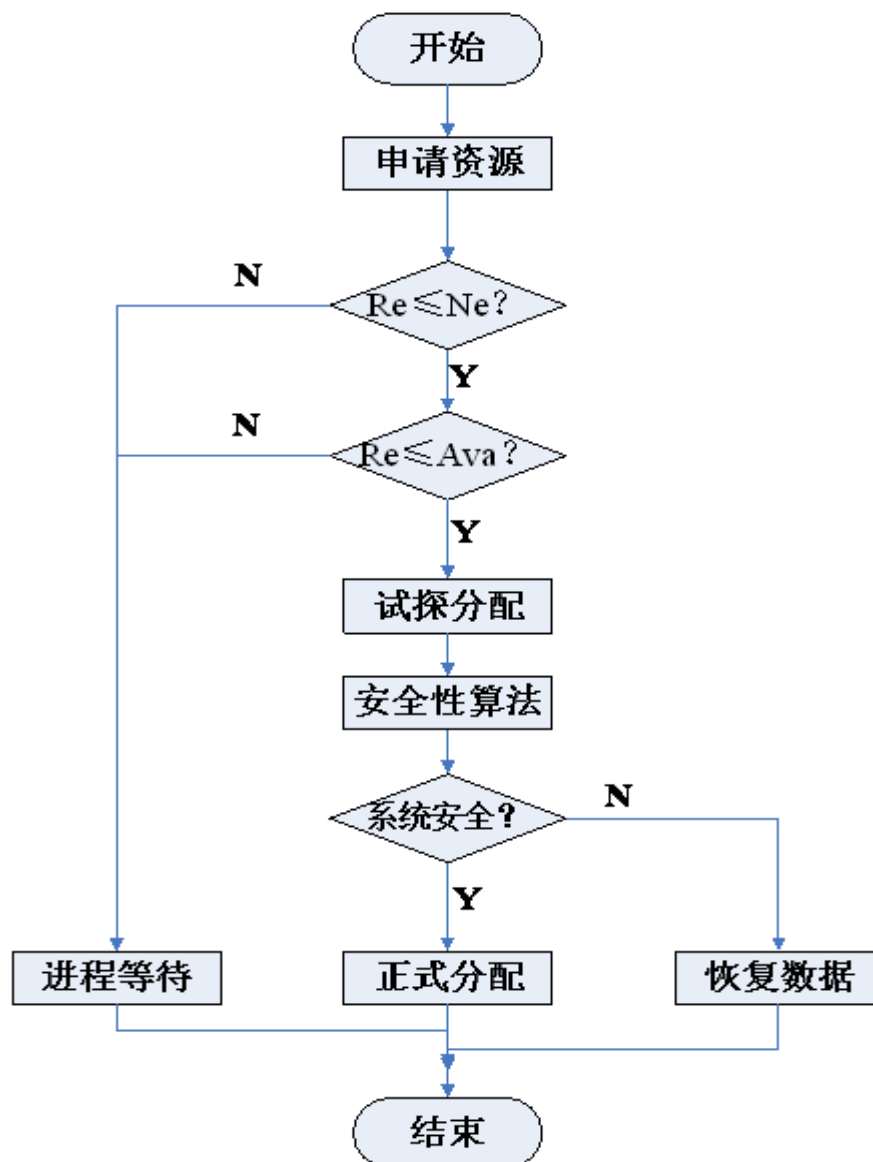 开始
申请资源
N
Re≤Ne?
Y
N
Re≤Ava?
Y
试探分配
安全性算法
系统安全?
N
Y
进程等待
正式分配
恢复数据
结束